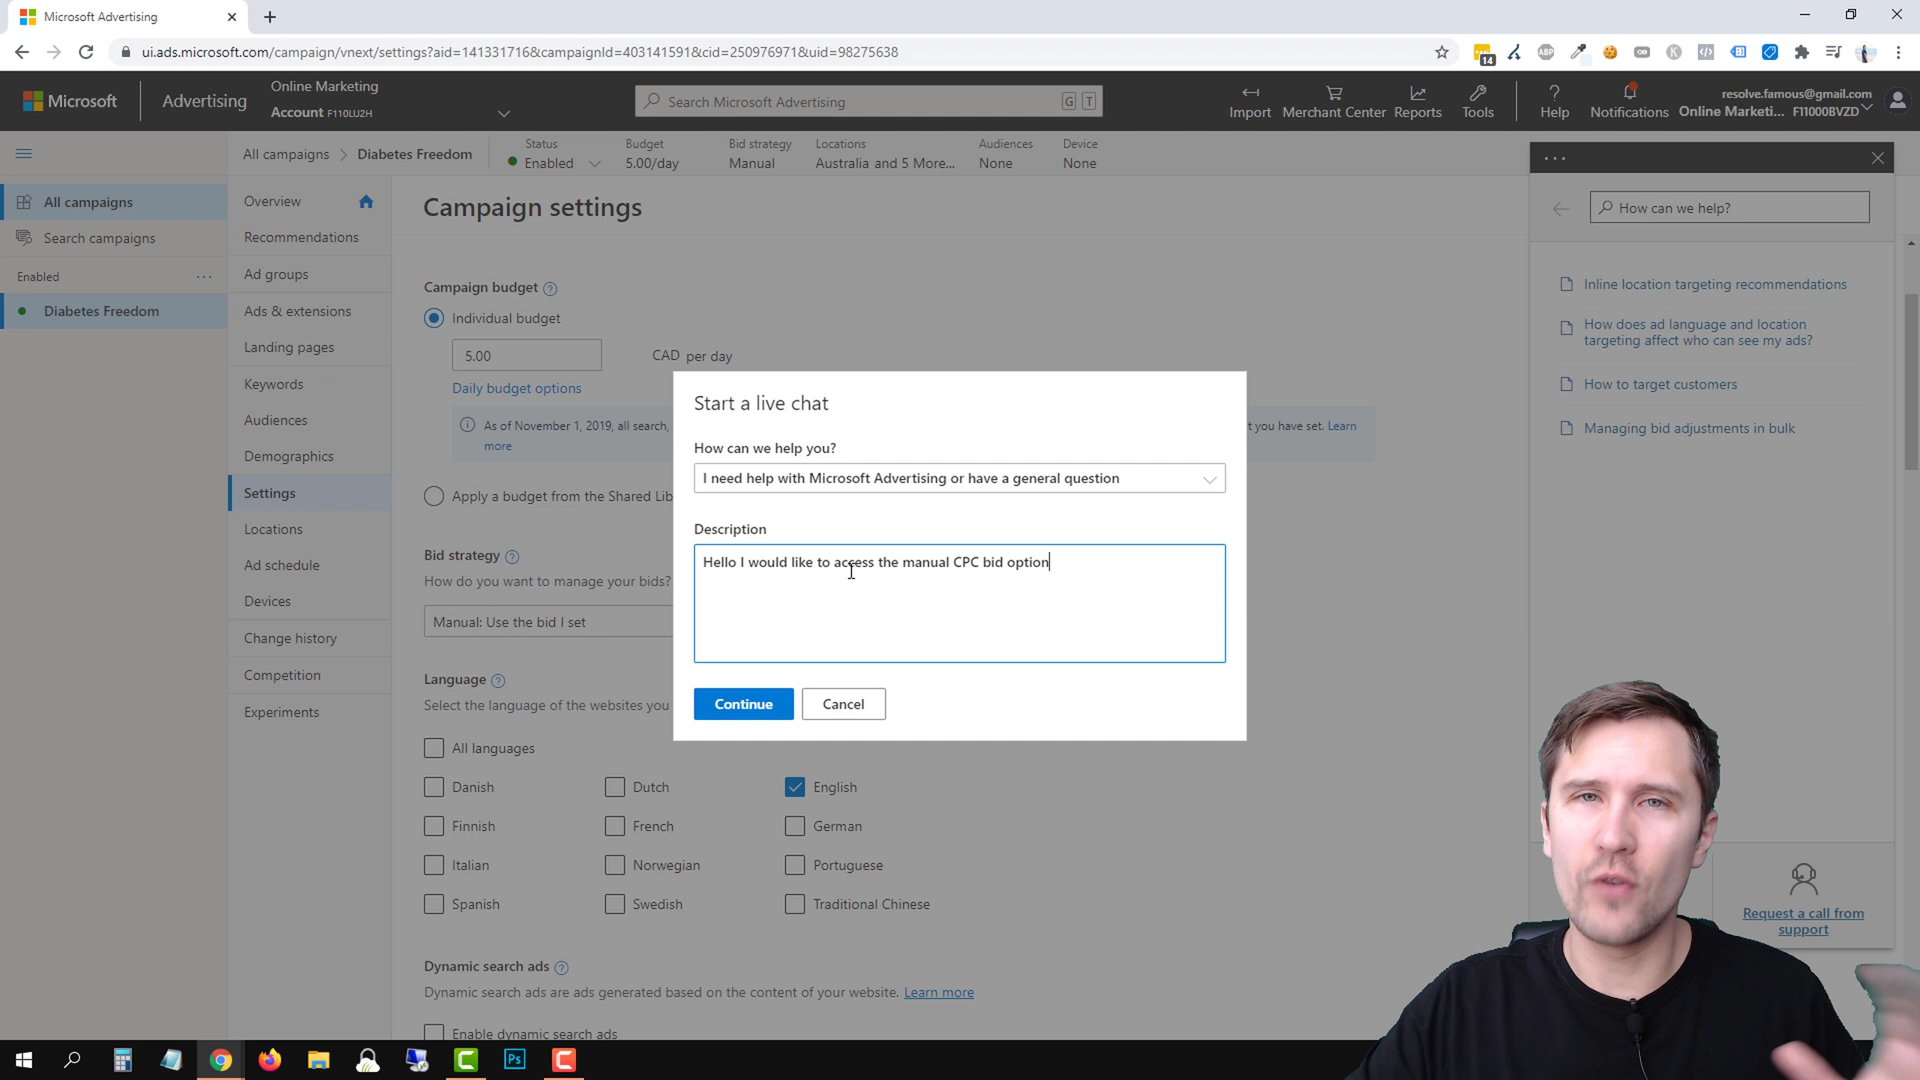 Microsoft Advertising
ui.ads.microsoft.com/campaign/vnext/settings?aid=141331716&campaignId=403141591&cid=250976971&uid=98275638
ABP
14
K
Microsoft
Advertising
Online Marketing
Account F110LU2H
Search Microsoft Advertising
G T
Import
Merchant Center
Reports
Tools
Help
Notifications
resolve.famous@gmail.com
Online Marketi... F11000BVZD
All campaigns
Diabetes Freedom
Status
Enabled
Budget
5.00/day
Bid strategy
Manual
Locations
Australia and 5 More...
Audiences
None
Device
None
All campaigns
Search campaigns
Enabled
Diabetes Freedom
Overview
Recommendations
Ad groups
Ads & extensions
Landing pages
Keywords
Audiences
Demographics
Settings
Locations
Ad schedule
Devices
Change history
Competition
Experiments
Campaign settings
Campaign budget
Individual budget
5.00
CAD per day
Daily budget options
As of November 1, 2019, all search,
t you have set. Learn
more
Apply a budget from the Shared Lib
Bid strategy
How do you want to manage your bids?
Manual: Use the bid I set
Language
Select the language of the websites you
All languages
Danish
Dutch
English
Finnish
French
German
Italian
Norwegian
Portuguese
Spanish
Swedish
Traditional Chinese
Dynamic search ads
Dynamic search ads are ads generated based on the content of your website. Learn more
Enable dynamic search ads
Start a live chat
How can we help you?
I need help with Microsoft Advertising or have a general question
Description
Hello I would like to access the manual CPC bid option
Continue
Cancel
How can we help?
Inline location targeting recommendations
How does ad language and location
targeting affect who can see my ads?
How to target customers
Managing bid adjustments in bulk
Request a call from
support
Ps